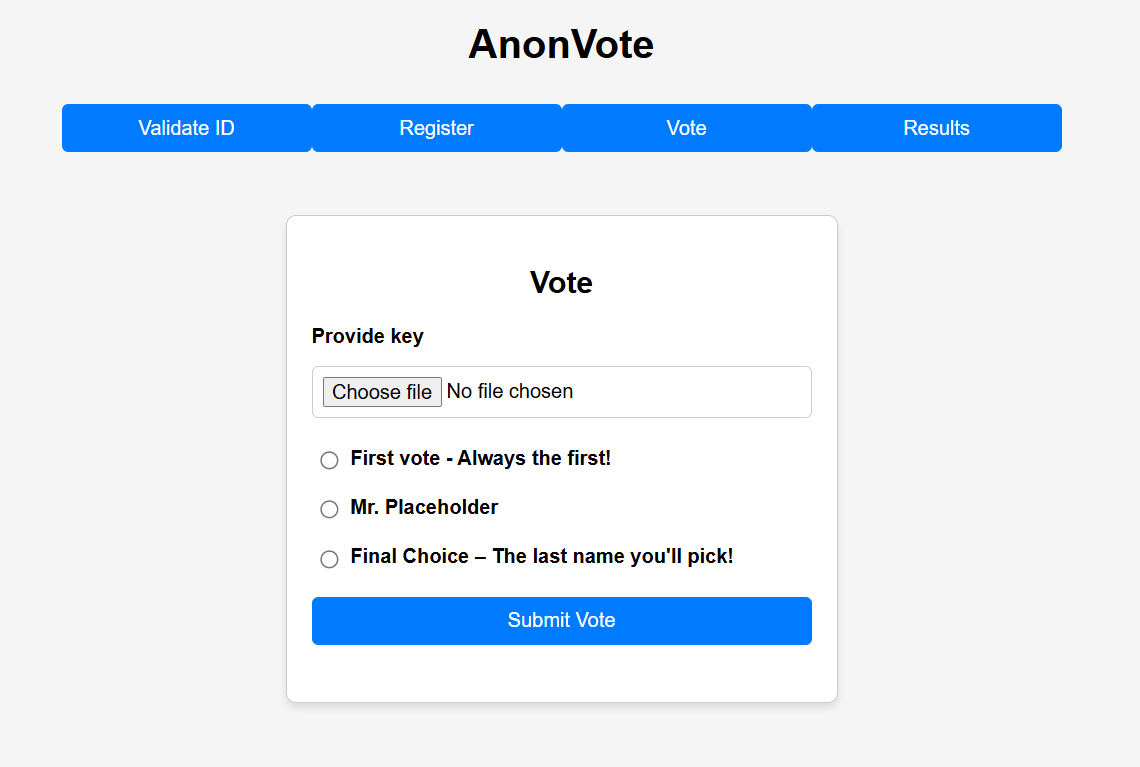 AnonVote
Validate ID Register Vote Results
Vote
Provide key
Choose file No file chosen
First vote - Always the first!
Mr. Placeholder
Final Choice – The last name you'll pick!
Submit Vote